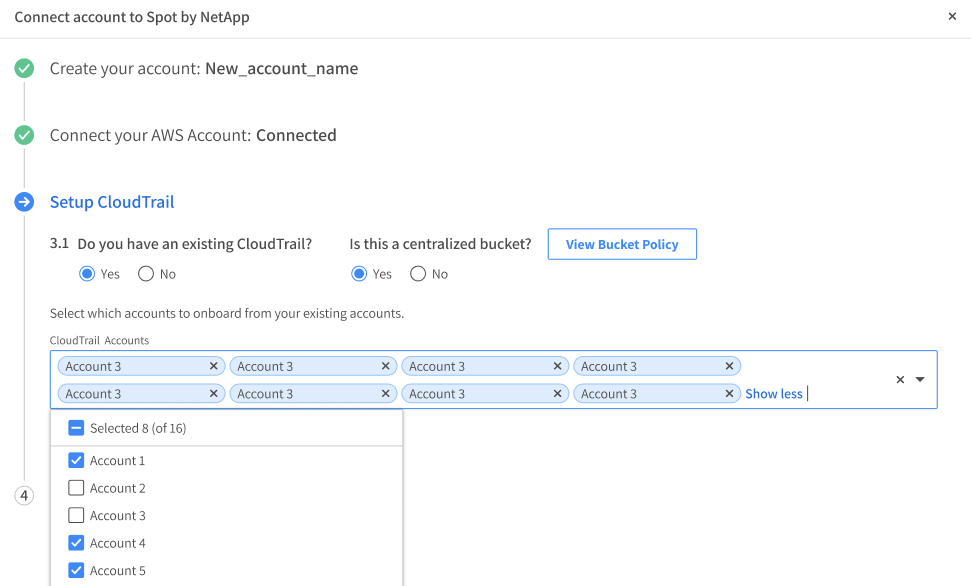 Connect account to Spot by NetApp
Create your account: New_account_name
Connect your AWS Account: Connected
Setup CloudTrail
3.1 Do you have an existing CloudTrail? Is this a centralized bucket? View Bucket Policy
Yes No Yes No
Select which accounts to onboard from your existing accounts.
CloudTrail Accounts
Account 3 Account 3 Account 3 Account 3
Account 3 Account 3 Account 3 Account 3 Show less
Selected 8 (of 16)
Account 1
Account 2
4
Account 3
Account 4
Account 5